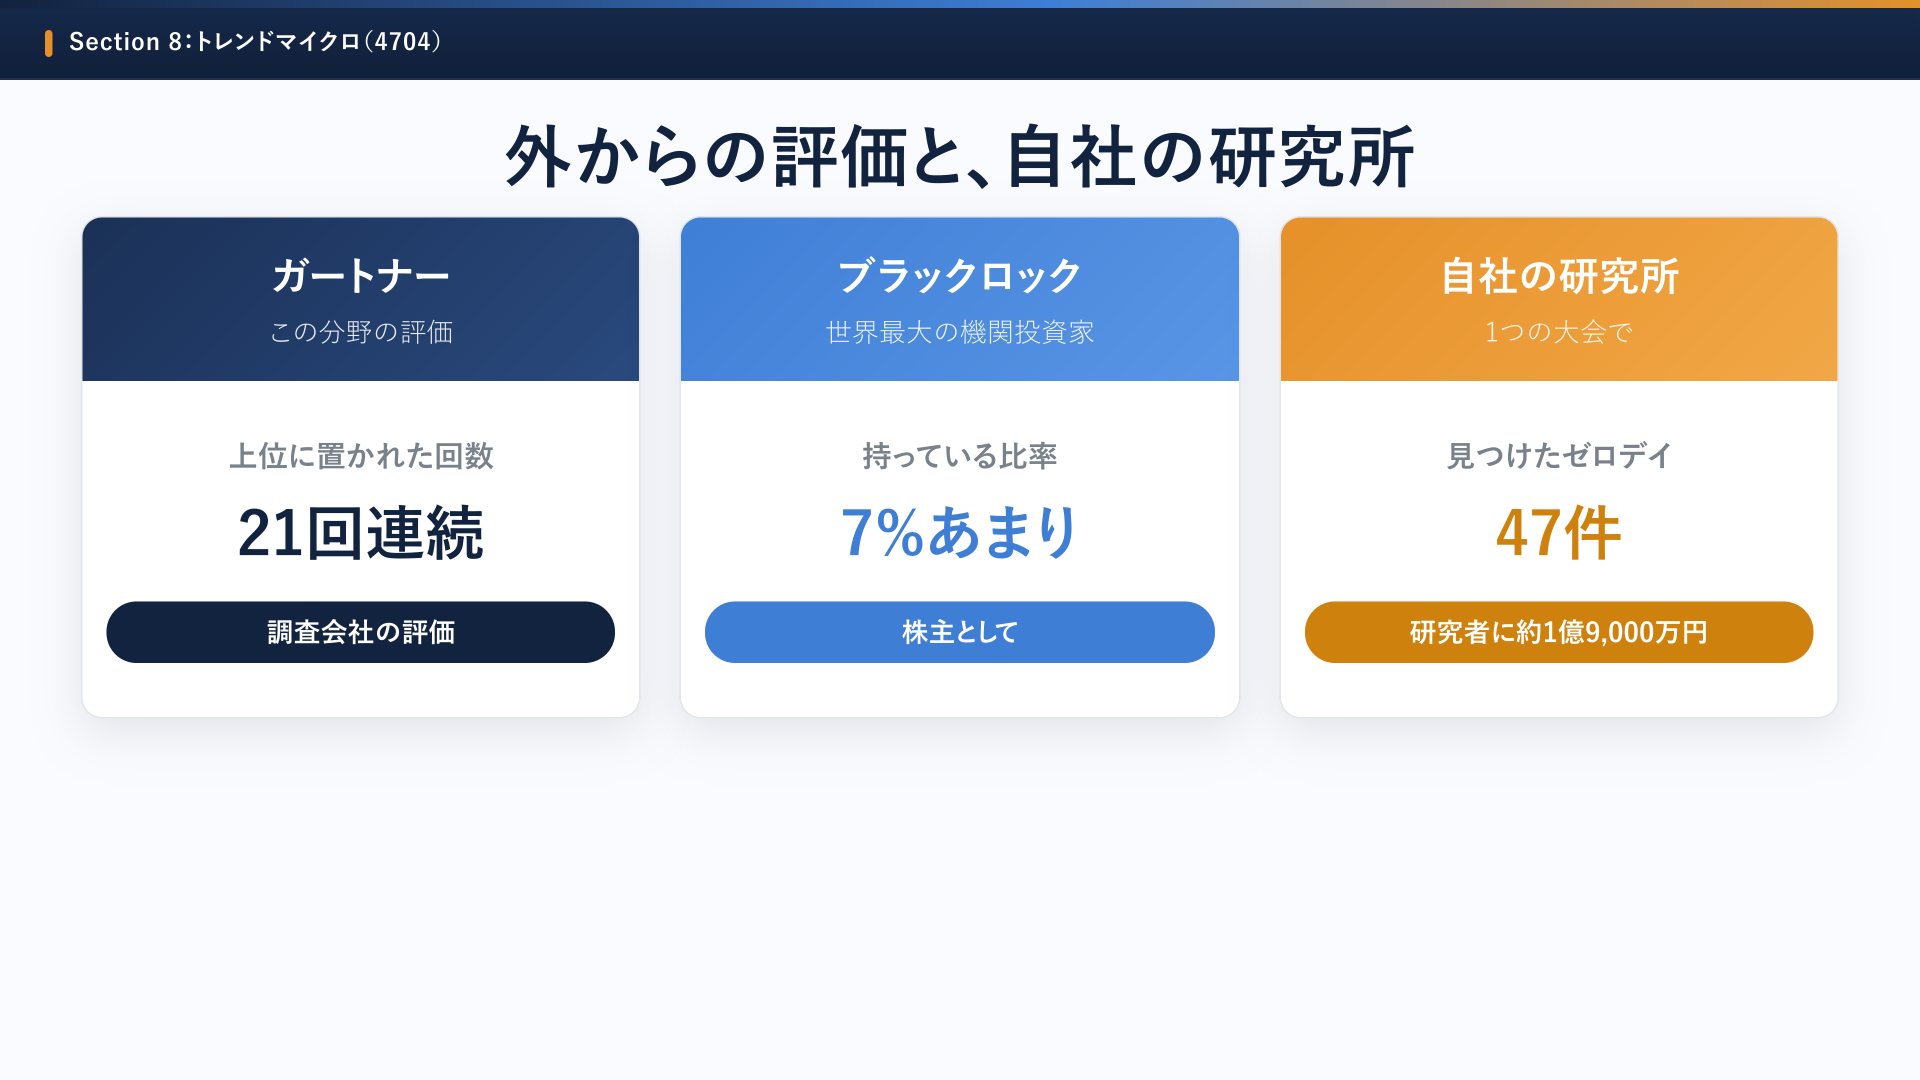 Section 8：トレンドマイクロ（4704）
外からの評価と、自社の研究所
ガートナー
この分野の評価
上位に置かれた回数
21回連続
調査会社の評価
ブラックロック
世界最大の機関投資家
持っている比率
7%あまり
株主として
自社の研究所
1つの大会で
見つけたゼロデイ
47件
研究者に約1億9,000万円